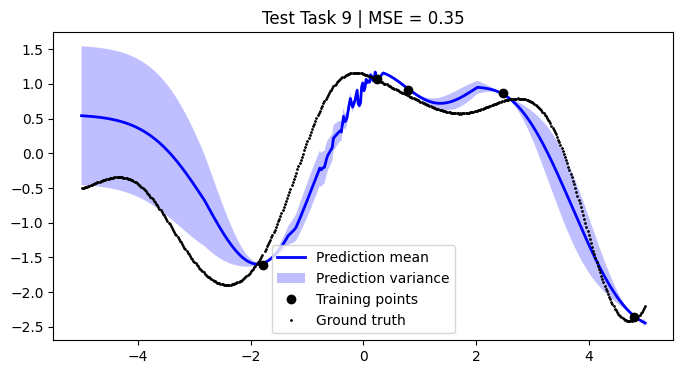 Test Task 9 | MSE = 0.35
1.5
1.0
0.5
0.0
−0.5
−1.0
−1.5
−2.0
−2.5
Prediction mean
Prediction variance
Training points
Ground truth
−4 −2 0 2 4